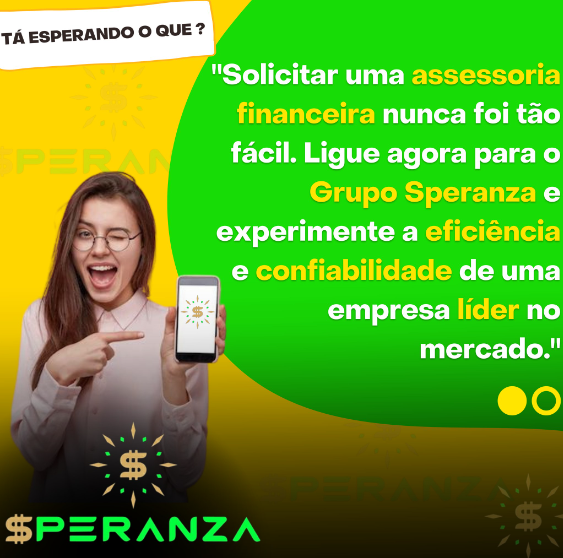 TÁ ESPERANDO O QUE ?
"Solicitar uma assessoria
financeira nunca foi tão
fácil. Ligue agora para o
Grupo Speranza e
experimente a eficiência
e confiabilidade de uma
empresa líder no
mercado."
$
$PERANZA